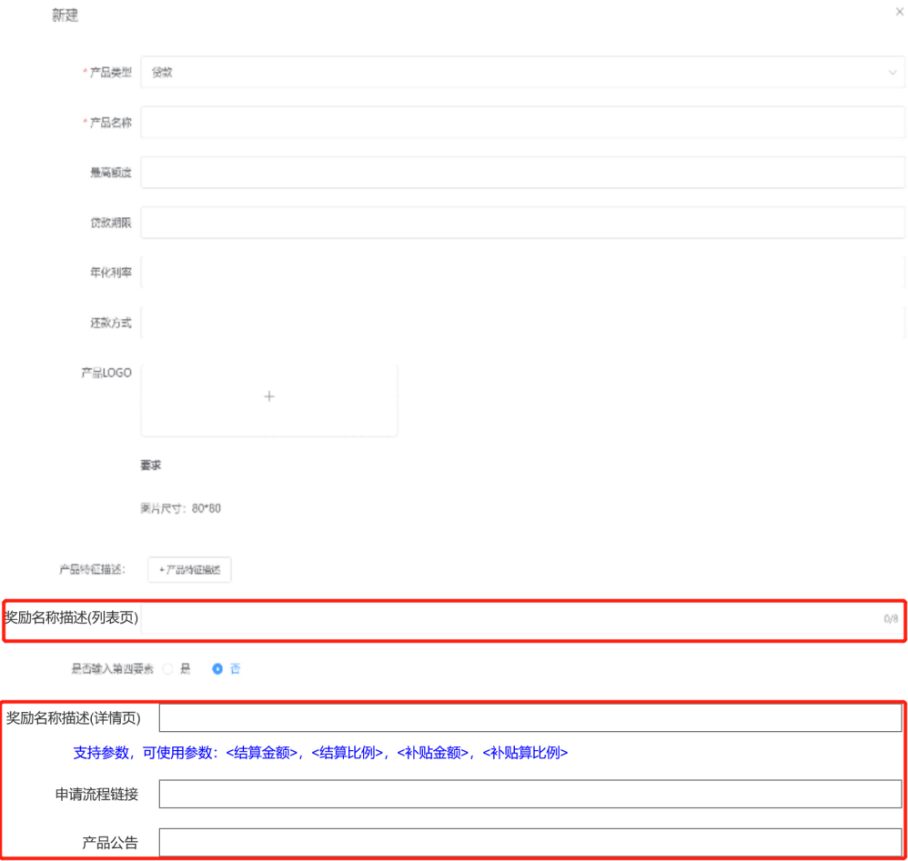 新建
×
* 产品类型 贷款
* 产品名称
最高额度
贷款期限
年化利率
还款方式
产品LOGO
+
要求
图片尺寸：80*80
产品特征描述： + 产品特征描述
奖励名称描述(列表页) 0/8
是否输入第四要素 是 否
奖励名称描述(详情页)
支持参数，可使用参数：<结算金额>，<结算比例>，<补贴金额>，<补贴算比例>
申请流程链接
产品公告